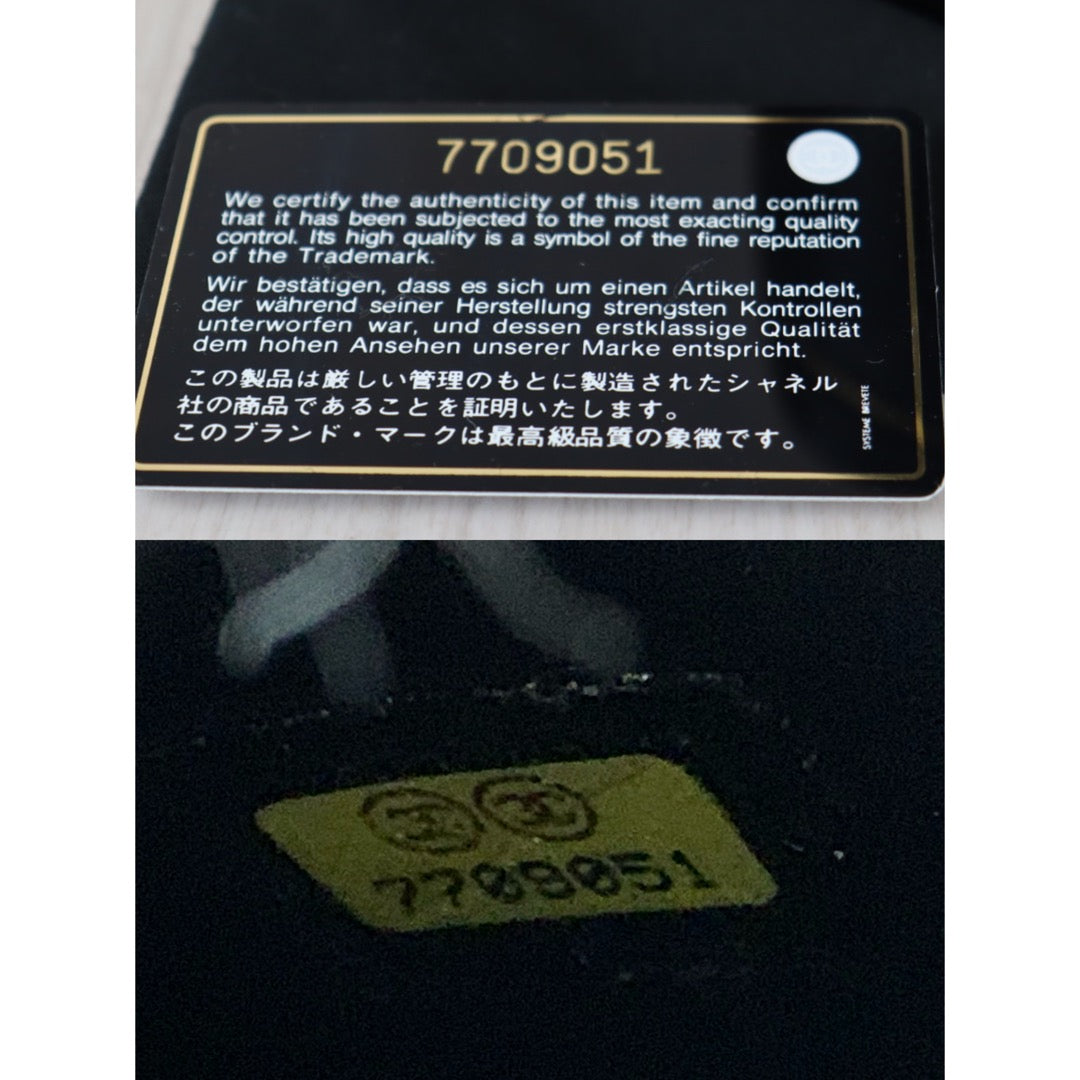 7709051
We certify the authenticity of this item and confirm
that it has been subjected to the most exacting quality
control. Its high quality is a symbol of the fine reputation
of the Trademark.
Wir bestätigen, dass es sich um einen Artikel handelt,
der während seiner Herstellung strengsten Kontrollen
unterworfen war, und dessen erstklassige Qualität
dem hohen Ansehen unserer Marke entspricht.
この製品は厳しい管理のもとに製造されたシャネル
社の商品であることを証明いたします。
このブランド・マークは最高級品質の象徴です。
SYSTEME BREVETE
7709051